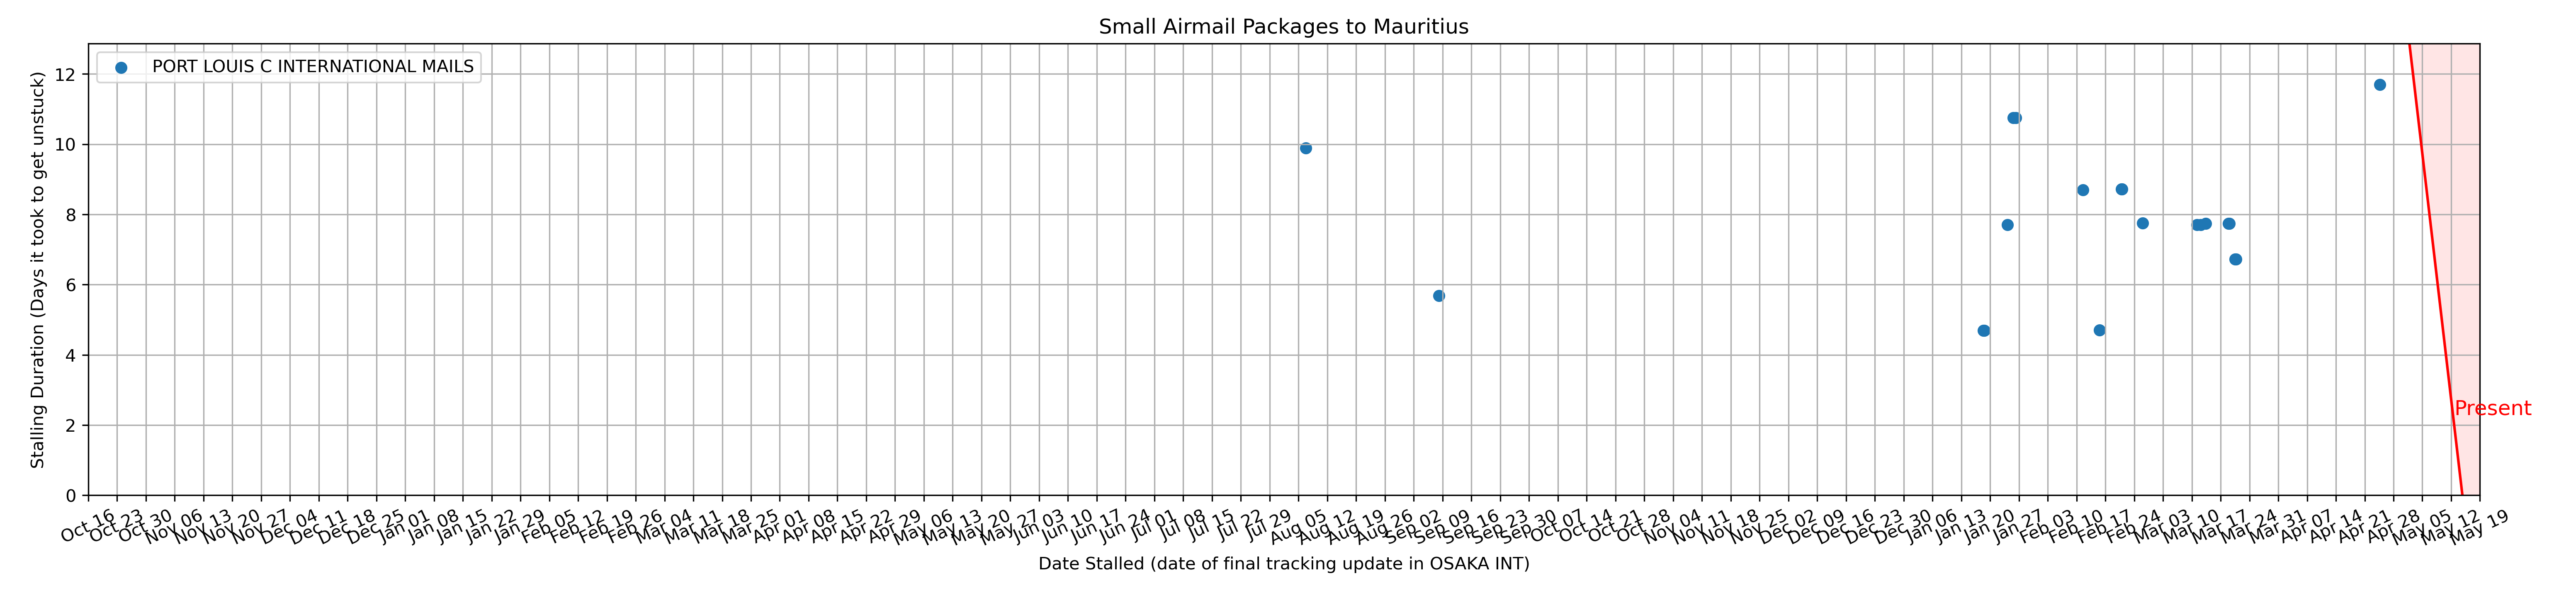 Small Airmail Packages to Mauritius
PORT LOUIS C INTERNATIONAL MAILS
Stalling Duration (Days it took to get unstuck)
12
10
8
6
4
2
0
Present
Oct 16 Oct 23 Oct 30 Nov 06 Nov 13 Nov 20 Nov 27 Dec 04 Dec 11 Dec 18 Dec 25 Jan 01 Jan 08 Jan 15 Jan 22 Jan 29 Feb 05 Feb 12 Feb 19 Feb 26 Mar 04 Mar 11 Mar 18 Mar 25 Apr 01 Apr 08 Apr 15 Apr 22 Apr 29 May 06 May 13 May 20 May 27 Jun 03 Jun 10 Jun 17 Jun 24 Jul 01 Jul 08 Jul 15 Jul 22 Jul 29 Aug 05 Aug 12 Aug 19 Aug 26 Sep 02 Sep 09 Sep 16 Sep 23 Sep 30 Oct 07 Oct 14 Oct 21 Oct 28 Nov 04 Nov 11 Nov 18 Nov 25 Dec 02 Dec 09 Dec 16 Dec 23 Dec 30 Jan 06 Jan 13 Jan 20 Jan 27 Feb 03 Feb 10 Feb 17 Feb 24 Mar 03 Mar 10 Mar 17 Mar 24 Mar 31 Apr 07 Apr 14 Apr 21 Apr 28 May 05 May 12 May 19
Date Stalled (date of final tracking update in OSAKA INT)